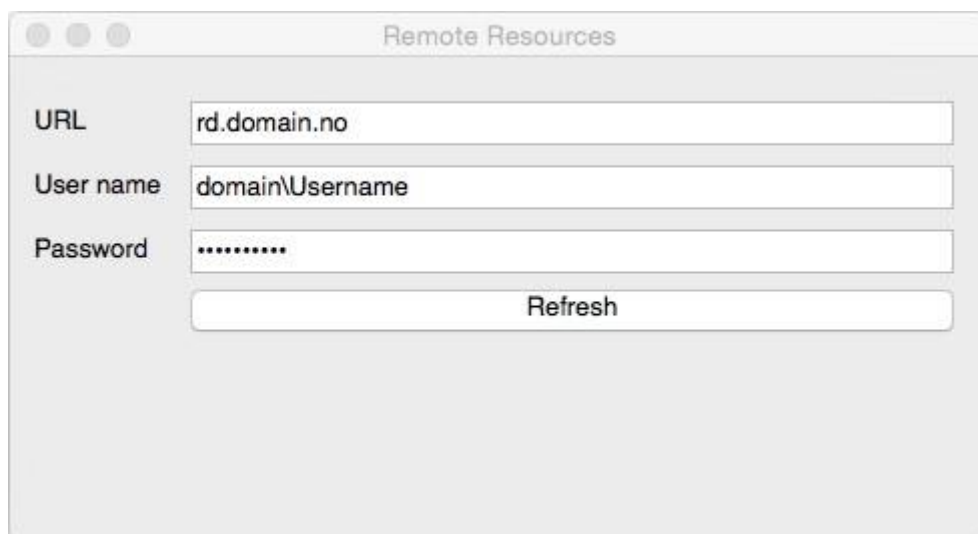 Remote Resources
URL rd.domain.no
User name domain\Username
Password ••••••••••
Refresh